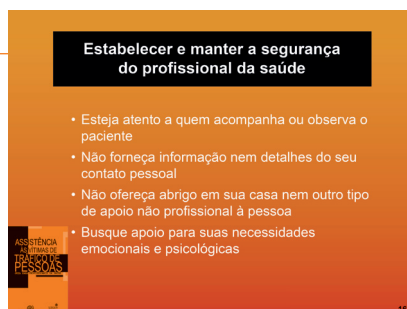 Estabelecer e manter a segurança
do profissional da saúde
• Esteja atento a quem acompanha ou observa o
paciente
• Não forneça informação nem detalhes do seu
contato pessoal
• Não ofereça abrigo em sua casa nem outro tipo
de apoio não profissional à pessoa
• Busque apoio para suas necessidades
emocionais e psicológicas
ASSISTÊNCIA
ÀS VÍTIMAS DE
TRÁFICO DE
PESSOAS